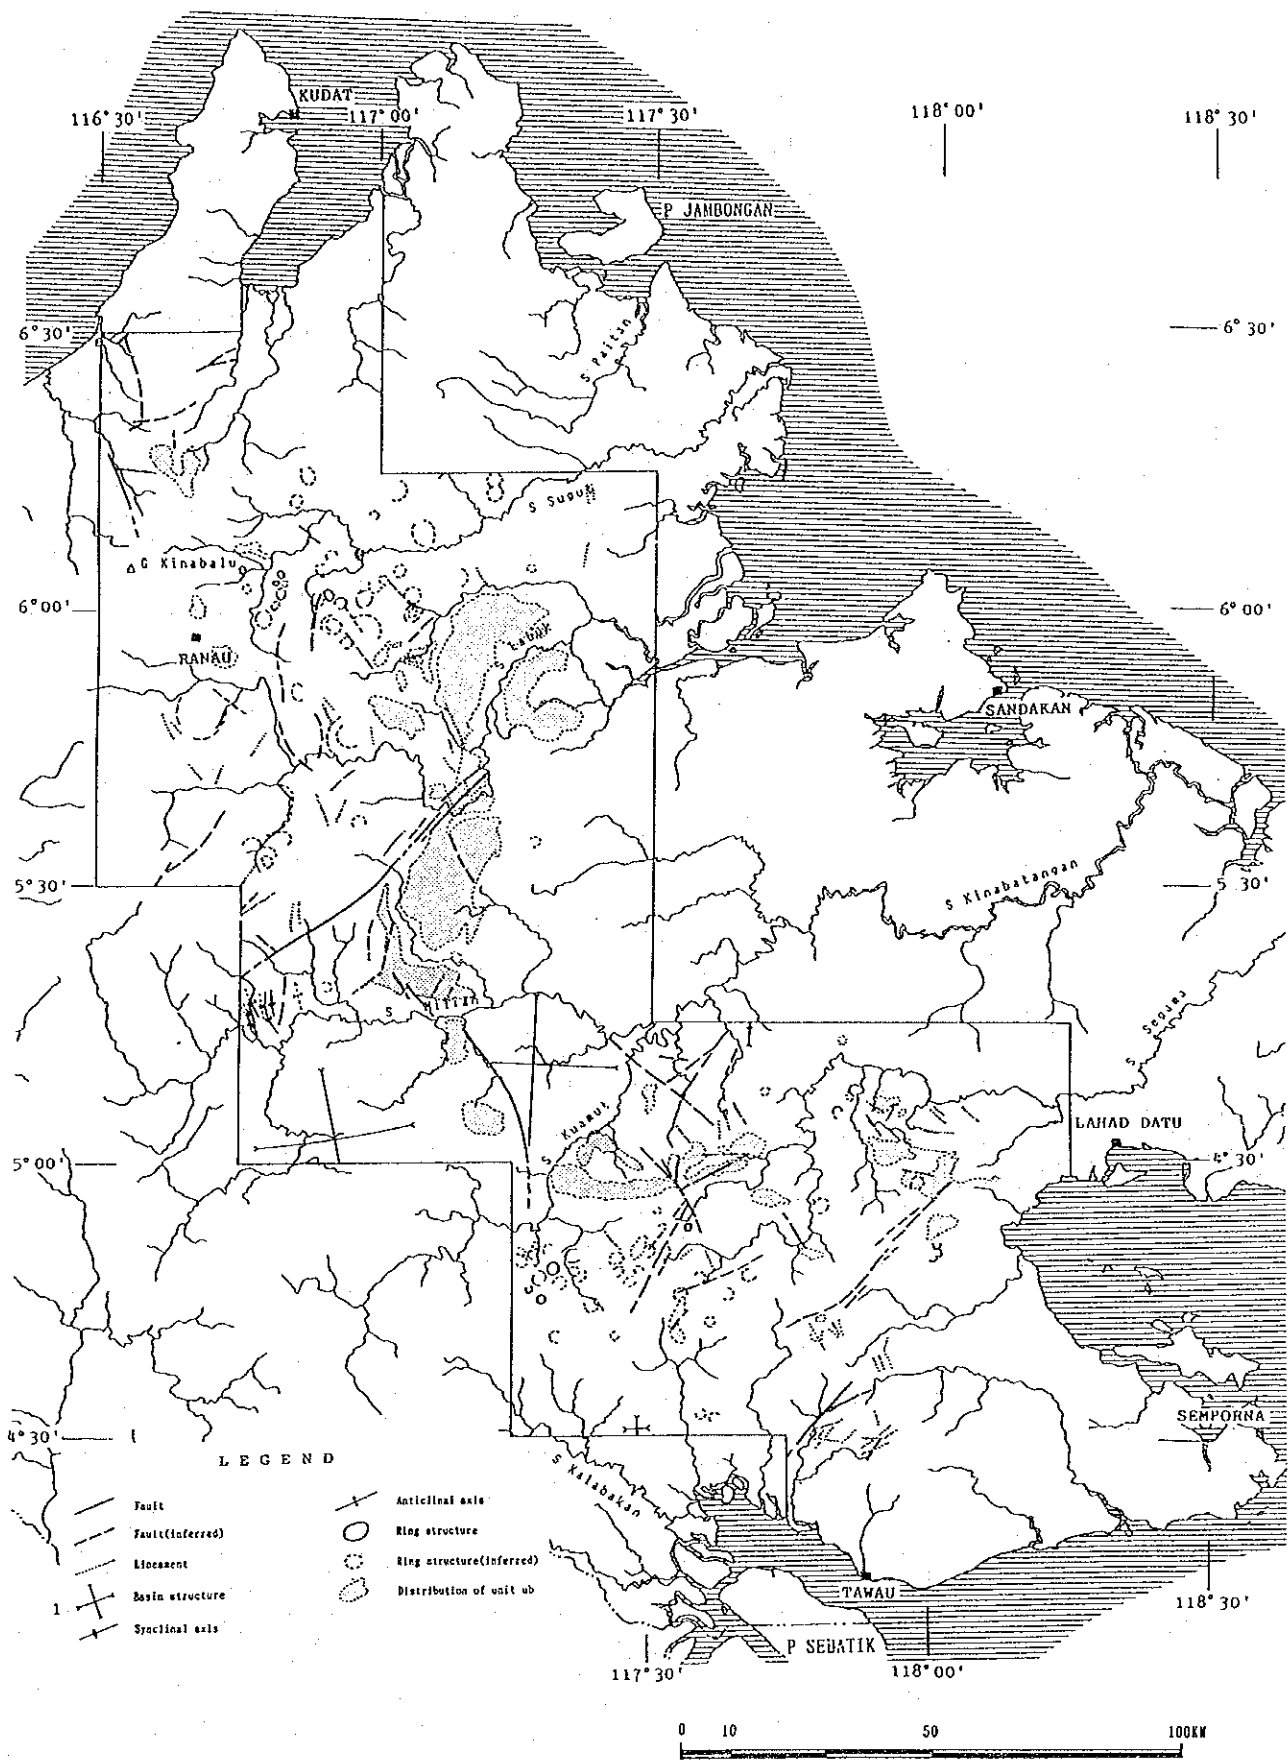 KUDAT
116°30'
117°00'
117°30'
118°00'
118°30'
P JAMBONGAN
6°30'
6°30'
S Paitan
S Sugut
△G Kinabalu
6°00'
6°00'
RANAU
S Labuk
SANDAKAN
5°30'
5 30'
S Kinabatangan
S Segama
S Milian
S Kuamut
LAHAD DATU
5°00'
4°30'
SEMPORNA
4°30'
LEGEND
S Kalabakan
Fault
Anticlinal axis
Fault(inferred)
Ring structure
Lineament
Ring structure(inferred)
Basin structure
Distribution of unit ub
1
Synclinal axis
TAWAU
118°30'
P SEBATIK
117°30'
118°00'
0 10 50 100KM